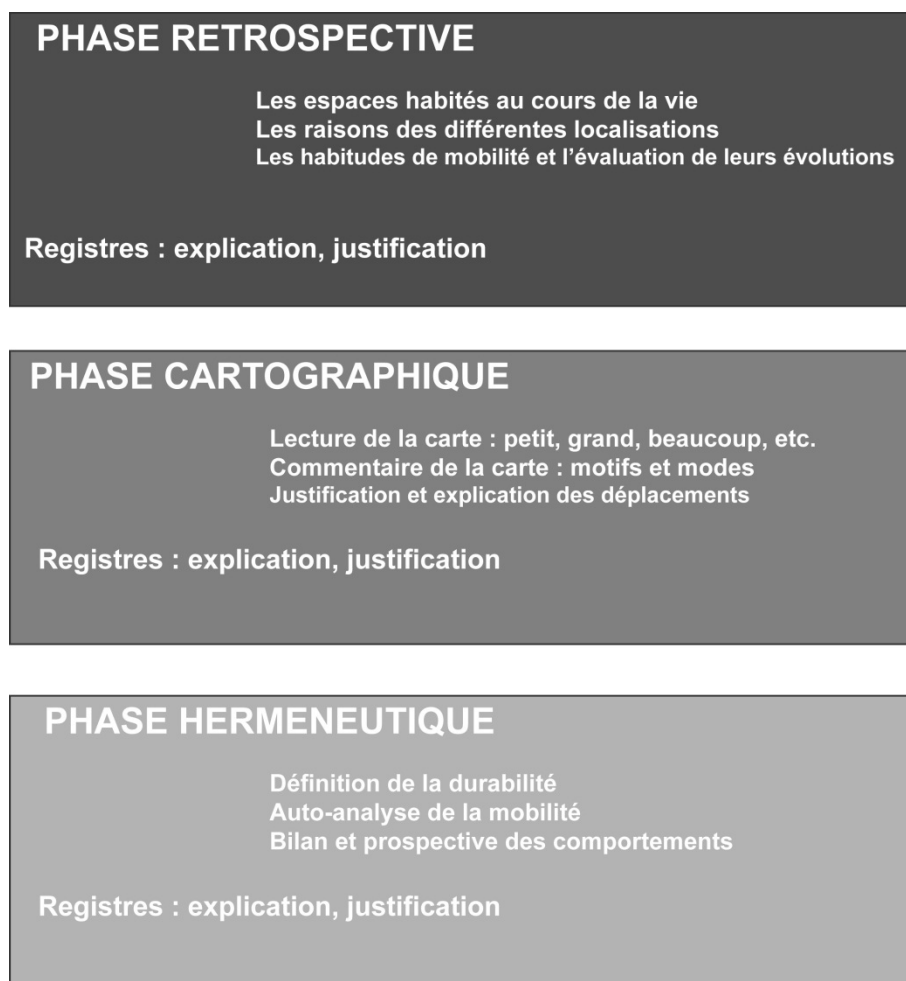 PHASE RETROSPECTIVE
Les espaces habités au cours de la vie
Les raisons des différentes localisations
Les habitudes de mobilité et l’évaluation de leurs évolutions
Registres : explication, justification
PHASE CARTOGRAPHIQUE
Lecture de la carte : petit, grand, beaucoup, etc.
Commentaire de la carte : motifs et modes
Justification et explication des déplacements
Registres : explication, justification
PHASE HERMENEUTIQUE
Définition de la durabilité
Auto-analyse de la mobilité
Bilan et prospective des comportements
Registres : explication, justification